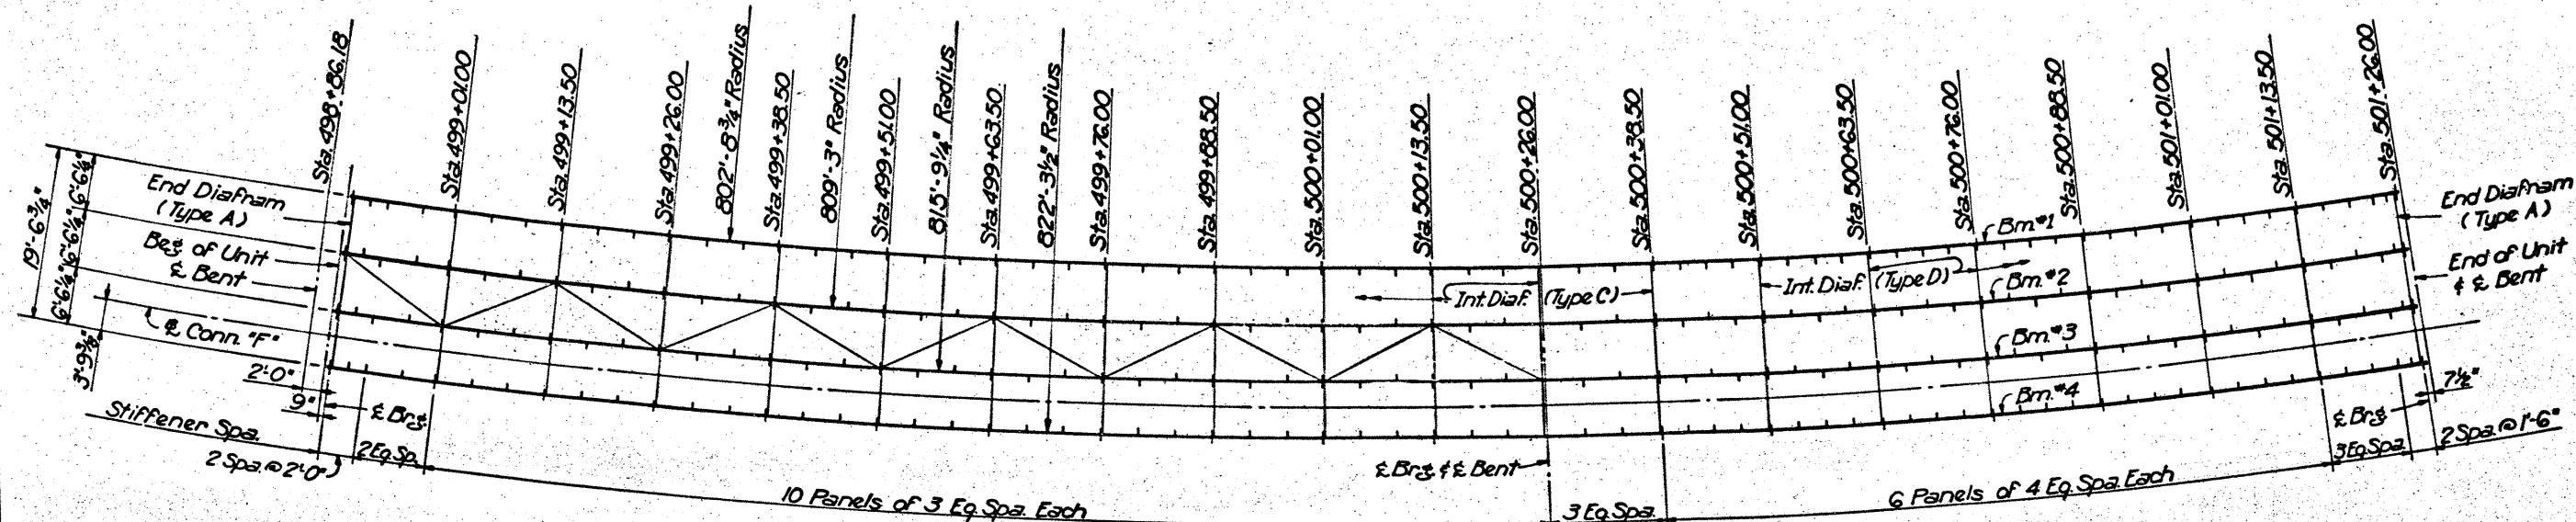 Sta. 498+86.18
Sta. 499+01.00
Sta. 499+13.50
Sta. 499+26.00
802'-8¾" Radius
Sta. 499+38.50
809'-3" Radius
Sta. 499+51.00
815'-9¼" Radius
Sta. 499+63.50
822'-3½" Radius
Sta. 499+76.00
Sta. 499+88.50
Sta. 500+01.00
Sta. 500+13.50
Sta. 500+26.00
Sta. 500+38.50
Sta. 500+51.00
Sta. 500+63.50
Sta. 500+76.00
Sta. 500+88.50
Sta. 501+01.00
Sta. 501+13.50
Sta. 501+26.00
19'-6¾"
6'-6¼"
6'-6¼"
6'-6¼"
3'-9⅜"
End Diafram
(Type A)
Beg. of Unit
℄ Bent
℄ Conn. "F"
2'-0"
9"
℄ Brg.
Stiffener Spa.
2 Spa. @ 2'-0"
2 Eq. Sp.
10 Panels of 3 Eq. Spa. Each
Int. Diaf. (Type C)
Int. Diaf. (Type D)
Bm. #1
Bm. #2
Bm. #3
Bm. #4
End Diafram
(Type A)
End of Unit
& ℄ Bent
7½"
℄ Brg. & ℄ Bent
3 Eq. Spa.
6 Panels of 4 Eq. Spa. Each
℄ Brg.
3 Eq. Spa.
2 Spa. @ 1'-6"